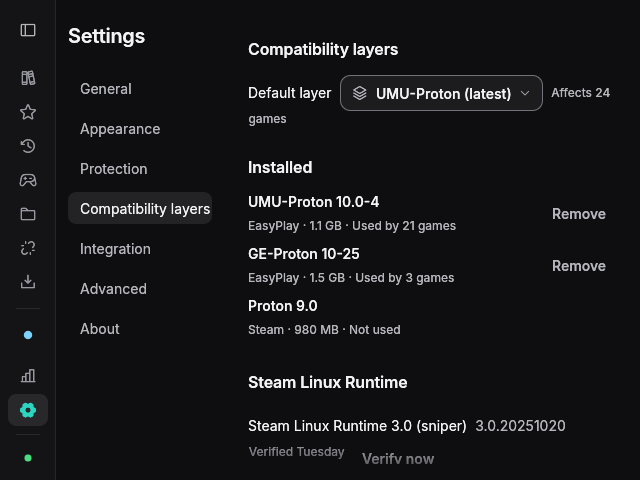 Settings
General
Appearance
Protection
Compatibility layers
Integration
Advanced
About
Compatibility layers
Default layer UMU-Proton (latest) Affects 24
games
Installed
UMU-Proton 10.0-4
EasyPlay · 1.1 GB · Used by 21 games
Remove
GE-Proton 10-25
EasyPlay · 1.5 GB · Used by 3 games
Remove
Proton 9.0
Steam · 980 MB · Not used
Steam Linux Runtime
Steam Linux Runtime 3.0 (sniper) 3.0.20251020
Verified Tuesday Verify now